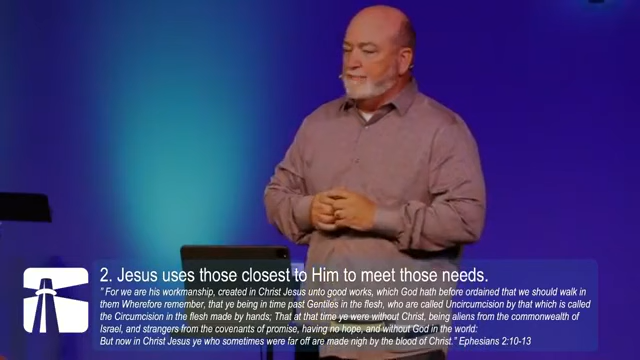 2. Jesus uses those closest to Him to meet those needs.
" For we are his workmanship, created in Christ Jesus unto good works, which God hath before ordained that we should walk in
them Wherefore remember, that ye being in time past Gentiles in the flesh, who are called Uncircumcision by that which is called
the Circumcision in the flesh made by hands; That at that time ye were without Christ, being aliens from the commonwealth of
Israel, and strangers from the covenants of promise, having no hope, and without God in the world:
But now in Christ Jesus ye who sometimes were far off are made nigh by the blood of Christ." Ephesians 2:10-13